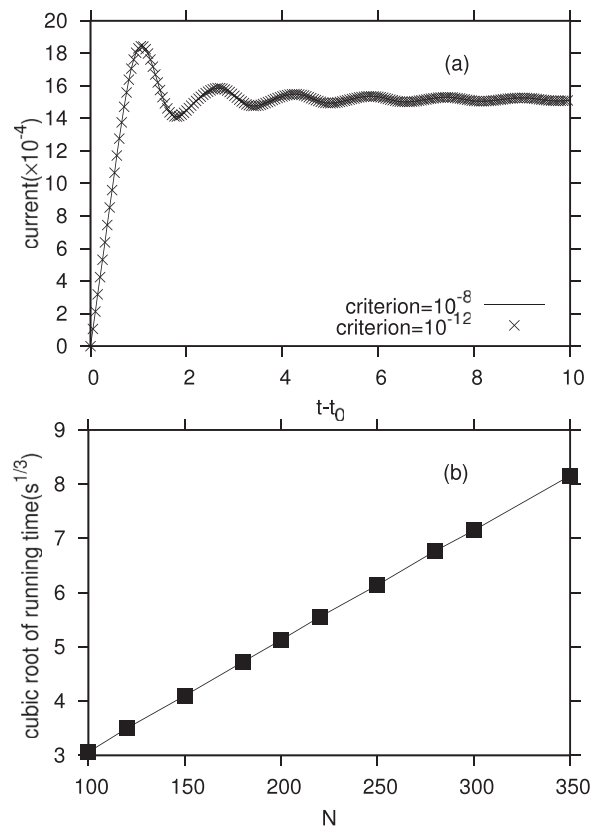 20
18
16
14
12
10
8
6
4
2
0
current(×10⁻⁴)
(a)
criterion=10⁻⁸
criterion=10⁻¹²
0 2 4 6 8 10
t-t₀
9
8
7
6
5
4
3
cubic root of running time(s¹ᐟ³)
(b)
100 150 200 250 300 350
N